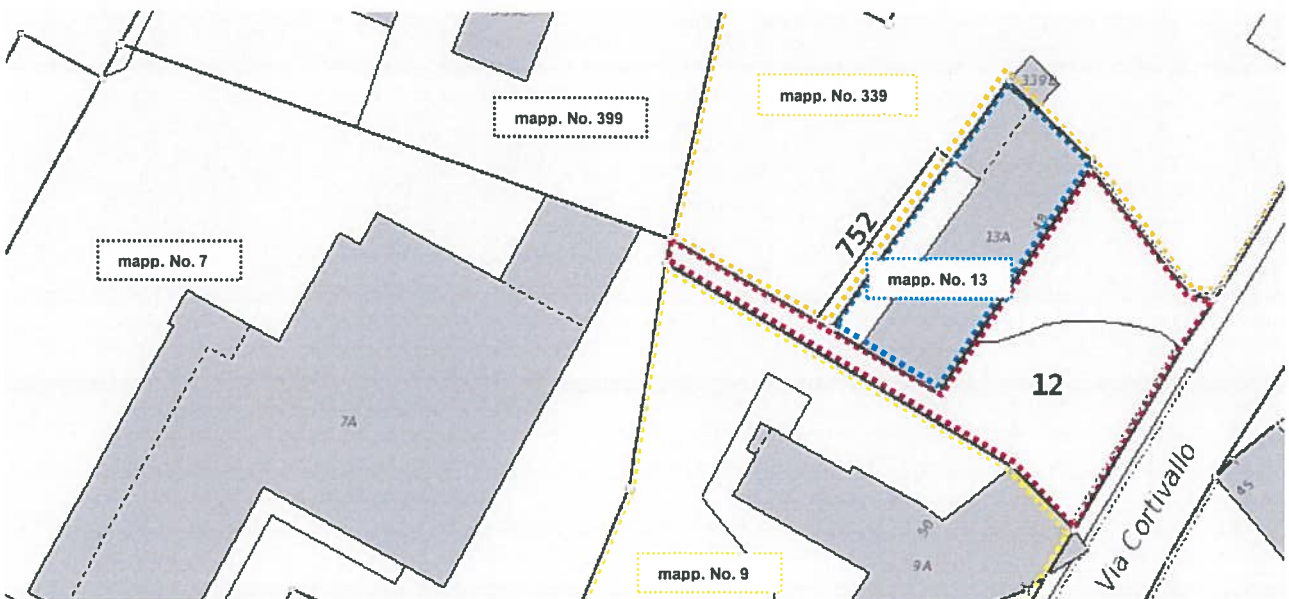 mapp. No. 339
339B
mapp. No. 399
752
13A
mapp. No. 7
mapp. No. 13
12
7A
Via Cortivallo
45
50
9A
mapp. No. 9